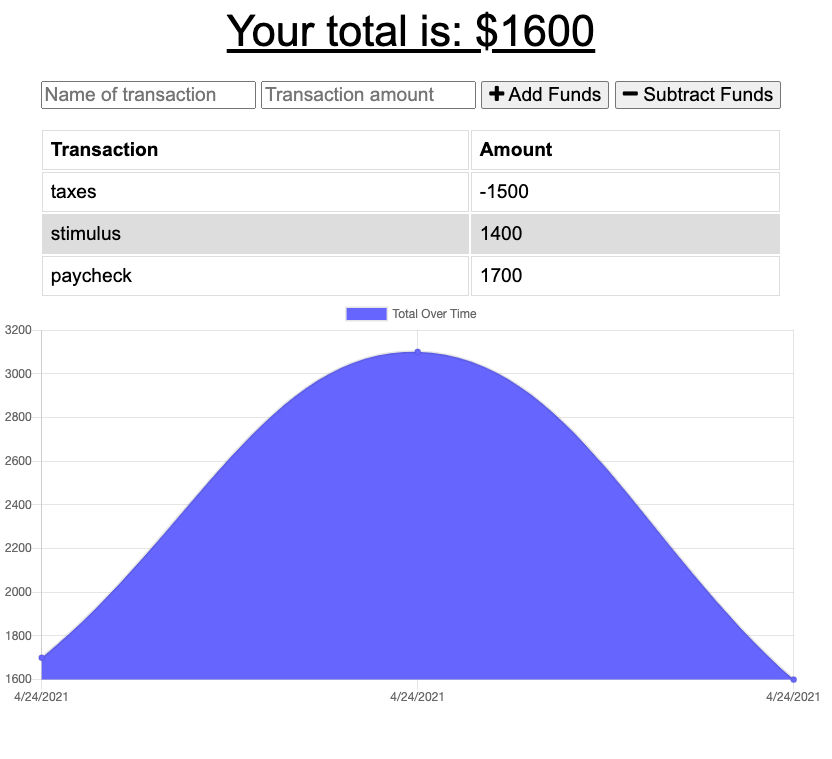 Your total is: $1600
Name of transaction Transaction amount + Add Funds − Subtract Funds
Transaction Amount
taxes -1500
stimulus 1400
paycheck 1700
Total Over Time
3200
3000
2800
2600
2400
2200
2000
1800
1600
4/24/2021 4/24/2021 4/24/2021